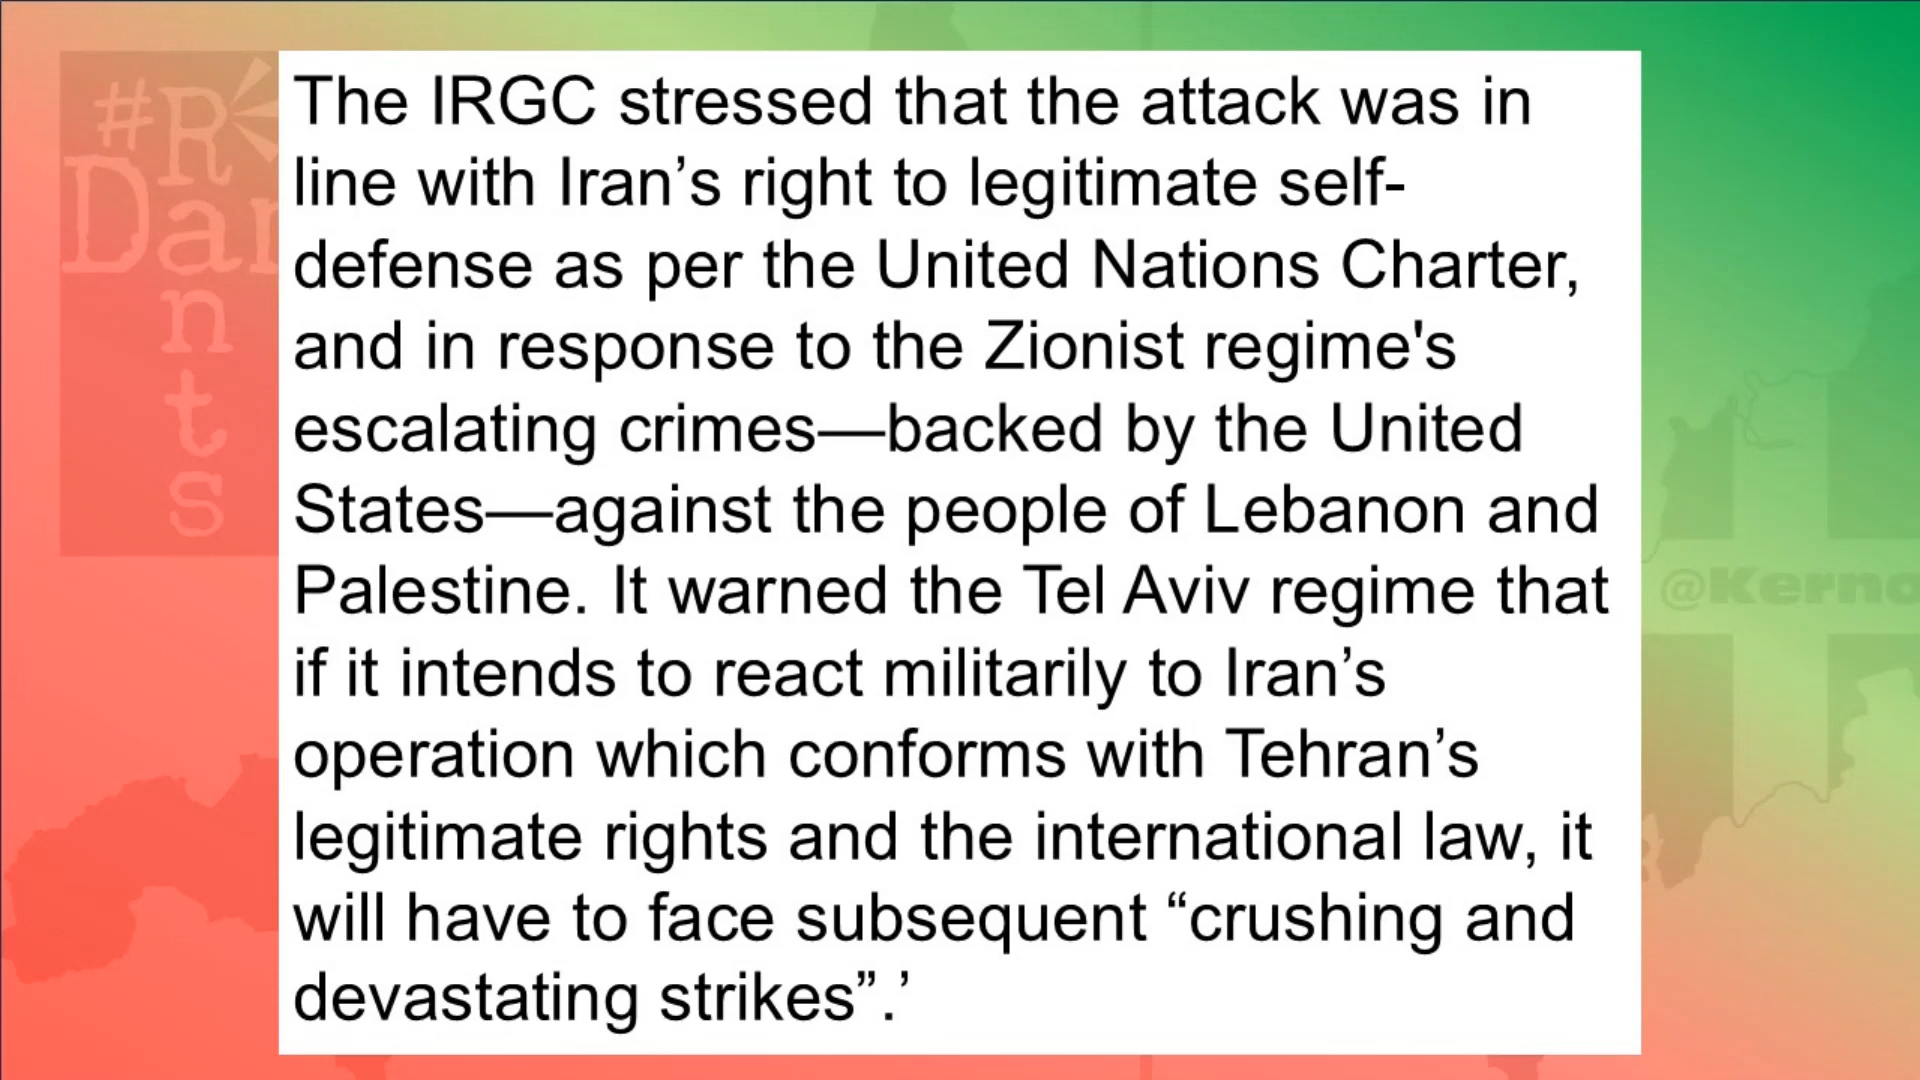 #R
Dan
n
t
s
The IRGC stressed that the attack was in
line with Iran’s right to legitimate self-
defense as per the United Nations Charter,
and in response to the Zionist regime's
escalating crimes—backed by the United
States—against the people of Lebanon and
Palestine. It warned the Tel Aviv regime that
if it intends to react militarily to Iran’s
operation which conforms with Tehran’s
legitimate rights and the international law, it
will have to face subsequent “crushing and
devastating strikes”.’
@Kerno